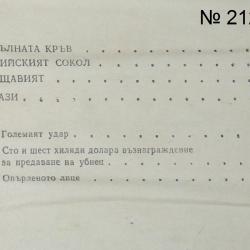 № 212
ЪЛНАТА КРЪВ . . . . . . . . .
ИЙСКИЯТ СОКОЛ . . . . . . . .
ЩАВИЯТ . . . . . . . . . . .
АЗИ . . . . . . . . . . . .
Големият удар . . . . . . . .
Сто и шест хиляди долара възнаграждение
за предаване на убиец . . . . . .
Опърленото лице . . . . . . . .